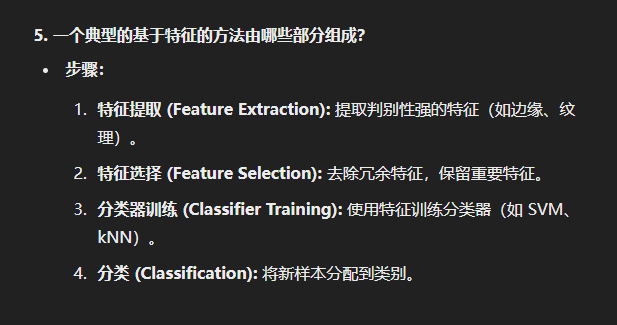 5. 一个典型的基于特征的方法由哪些部分组成?
• 步骤：
1. 特征提取 (Feature Extraction): 提取判别性强的特征（如边缘、纹
理）。
2. 特征选择 (Feature Selection): 去除冗余特征，保留重要特征。
3. 分类器训练 (Classifier Training): 使用特征训练分类器（如 SVM、
kNN）。
4. 分类 (Classification): 将新样本分配到类别。